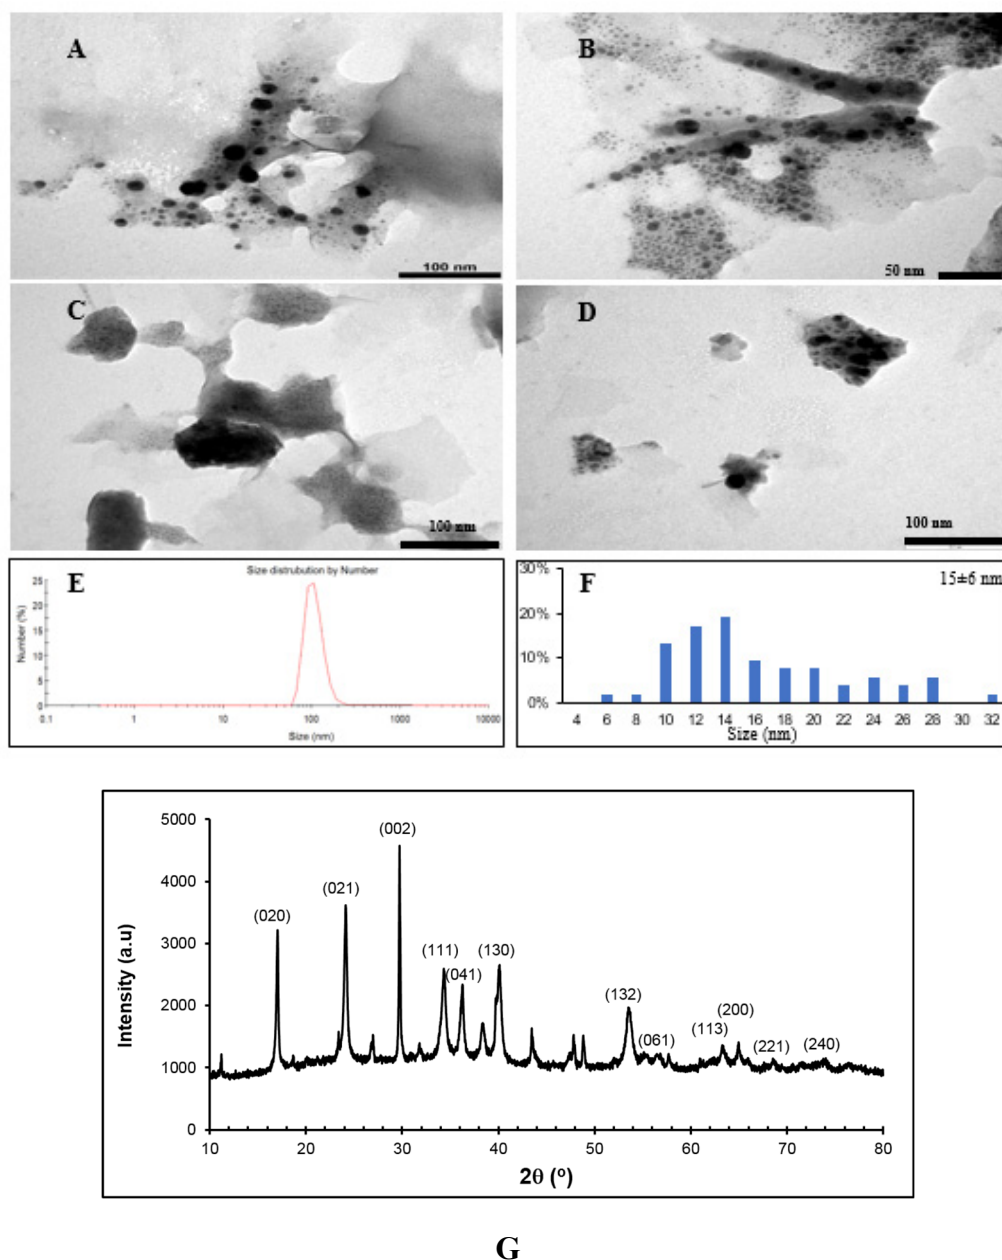 A
100 nm
B
50 nm
C
100 nm
D
100 nm
E
Size distrubution by Number
Number (%)
25
20
15
10
5
0
0.1 1 10 100 1000 10000
Size (nm)
F
15±6 nm
30%
20%
10%
0%
4 6 8 10 12 14 16 18 20 22 24 26 28 30 32
Size (nm)
Intensity (a.u)
5000
4000
3000
2000
1000
0
(020)
(021)
(002)
(111)
(041)
(130)
(132)
(061)
(113)
(200)
(221)
(240)
10 20 30 40 50 60 70 80
2θ (º)
G